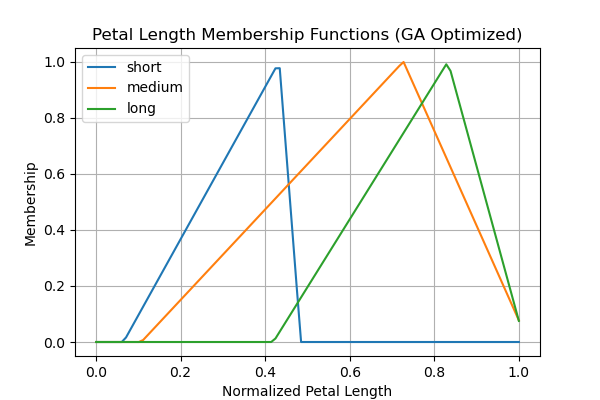 Petal Length Membership Functions (GA Optimized)
short
medium
long
1.0
0.8
0.6
0.4
0.2
0.0
Membership
0.0 0.2 0.4 0.6 0.8 1.0
Normalized Petal Length